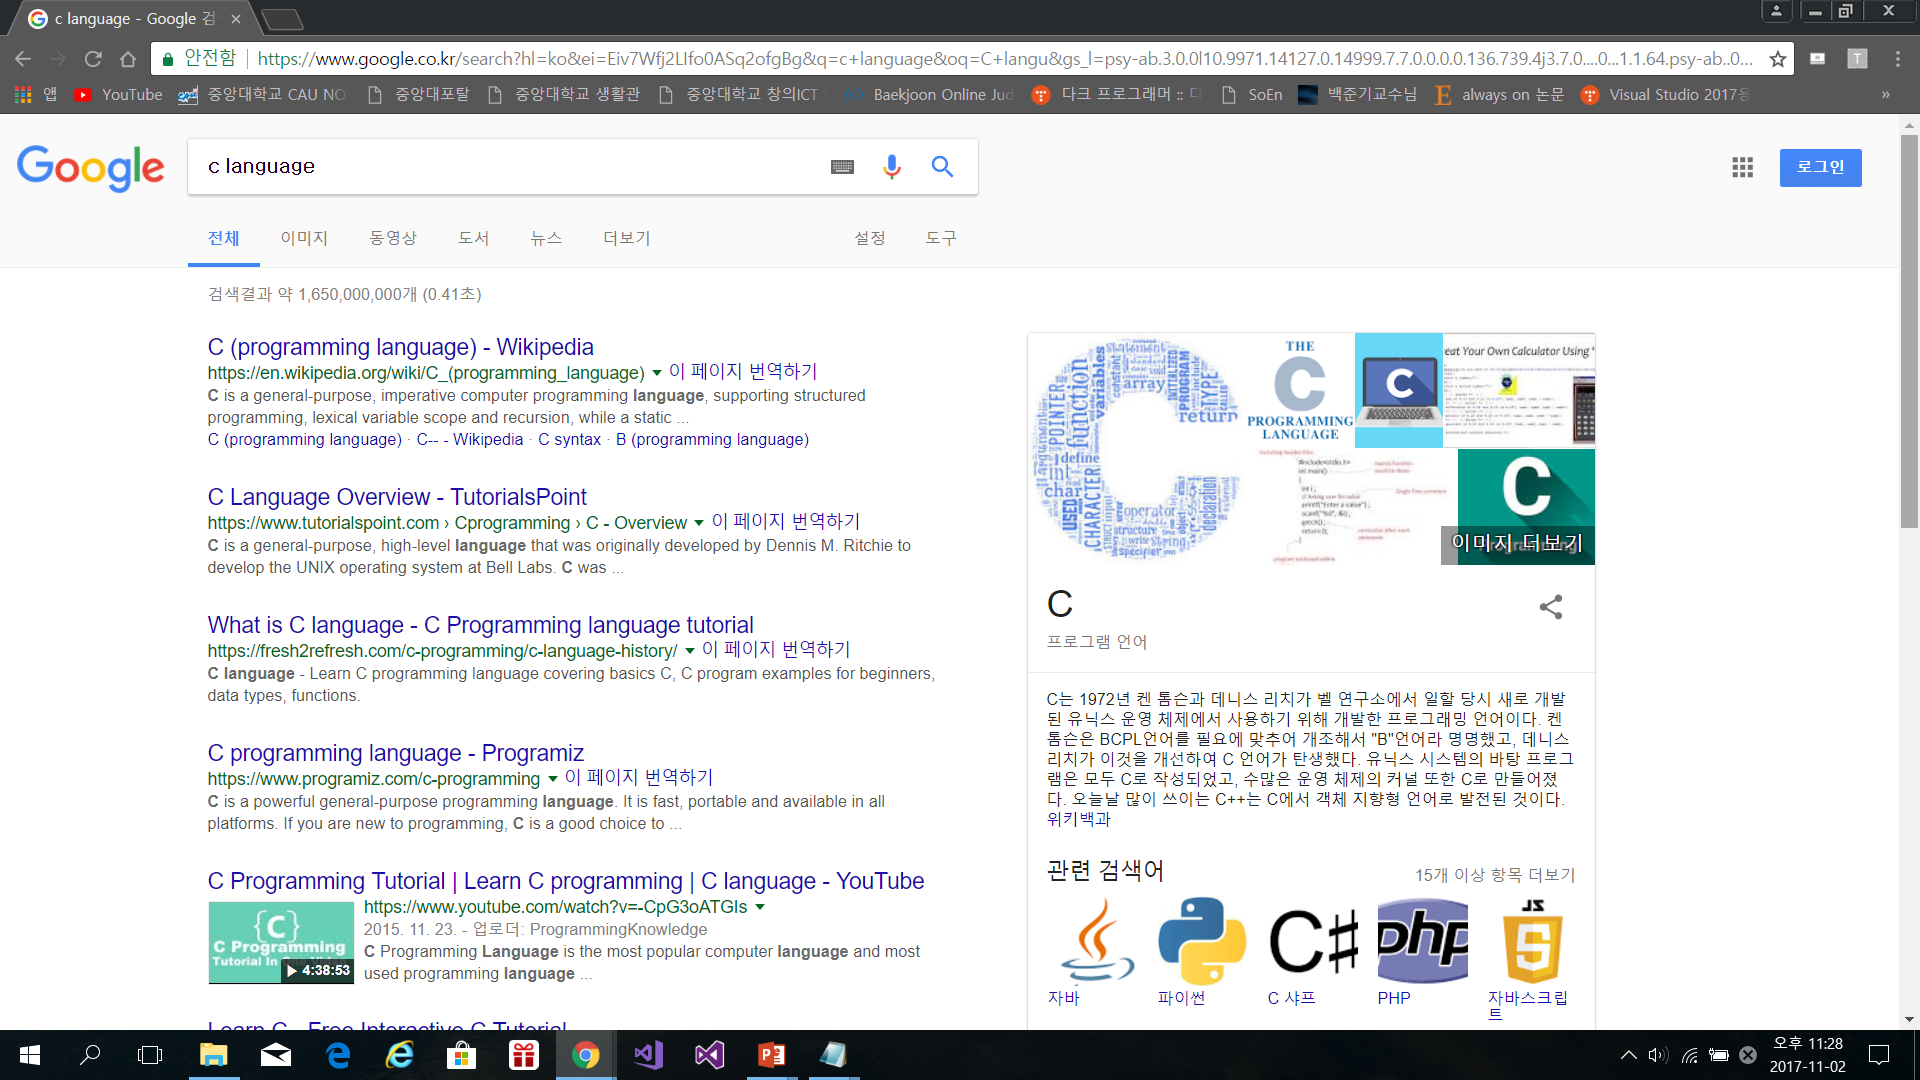 c language - Google 검
안전함
https://www.google.co.kr/search?hl=ko&ei=Eiv7Wfj2LIfo0ASq2ofgBg&q=c+language&oq=C+langu&gs_l=psy-ab.3.0.0l10.9971.14127.0.14999.7.7.0.0.0.0.136.739.4j3.7.0....0...1.1.64.psy-ab..0...
앱
YouTube
중앙대학교 CAU NO
중앙대포탈
중앙대학교 생활관
중앙대학교 창의ICT
Baekjoon Online Jud
다크 프로그래머 ::
SoEn
백준기교수님
always on 논문
Visual Studio 2017용
Google
c language
로그인
전체
이미지
동영상
도서
뉴스
더보기
설정
도구
검색결과 약 1,650,000,000개 (0.41초)
C (programming language) - Wikipedia
https://en.wikipedia.org/wiki/C_(programming_language) 이 페이지 번역하기
C is a general-purpose, imperative computer programming language, supporting structured
programming, lexical variable scope and recursion, while a static ...
C (programming language) · C-- - Wikipedia · C syntax · B (programming language)
C Language Overview - TutorialsPoint
https://www.tutorialspoint.com › Cprogramming › C - Overview 이 페이지 번역하기
C is a general-purpose, high-level language that was originally developed by Dennis M. Ritchie to
develop the UNIX operating system at Bell Labs. C was ...
What is C language - C Programming language tutorial
https://fresh2refresh.com/c-programming/c-language-history/ 이 페이지 번역하기
C language - Learn C programming language covering basics C, C program examples for beginners,
data types, functions.
C programming language - Programiz
https://www.programiz.com/c-programming 이 페이지 번역하기
C is a powerful general-purpose programming language. It is fast, portable and available in all
platforms. If you are new to programming, C is a good choice to ...
C Programming Tutorial | Learn C programming | C language - YouTube
{C}
C Programming
Tutorial In One Video
4:38:53
https://www.youtube.com/watch?v=-CpG3oATGIs
2015. 11. 23. - 업로더: ProgrammingKnowledge
C Programming Language is the most popular computer language and most
used programming language ...
Learn C - Free Interactive C Tutorial
THE
C
PROGRAMMING
LANGUAGE
C
eat Your Own Calculator Using "
C
이미지 더보기
C
프로그램 언어
C는 1972년 켄 톰슨과 데니스 리치가 벨 연구소에서 일할 당시 새로 개발
된 유닉스 운영 체제에서 사용하기 위해 개발한 프로그래밍 언어이다. 켄
톰슨은 BCPL언어를 필요에 맞추어 개조해서 "B"언어라 명명했고, 데니스
리치가 이것을 개선하여 C 언어가 탄생했다. 유닉스 시스템의 바탕 프로그
램은 모두 C로 작성되었고, 수많은 운영 체제의 커널 또한 C로 만들어졌
다. 오늘날 많이 쓰이는 C++는 C에서 객체 지향형 언어로 발전된 것이다.
위키백과
관련 검색어
15개 이상 항목 더보기
C#
php
JS
5
자바
파이썬
C 샤프
PHP
자바스크립
트
오후 11:28
2017-11-02